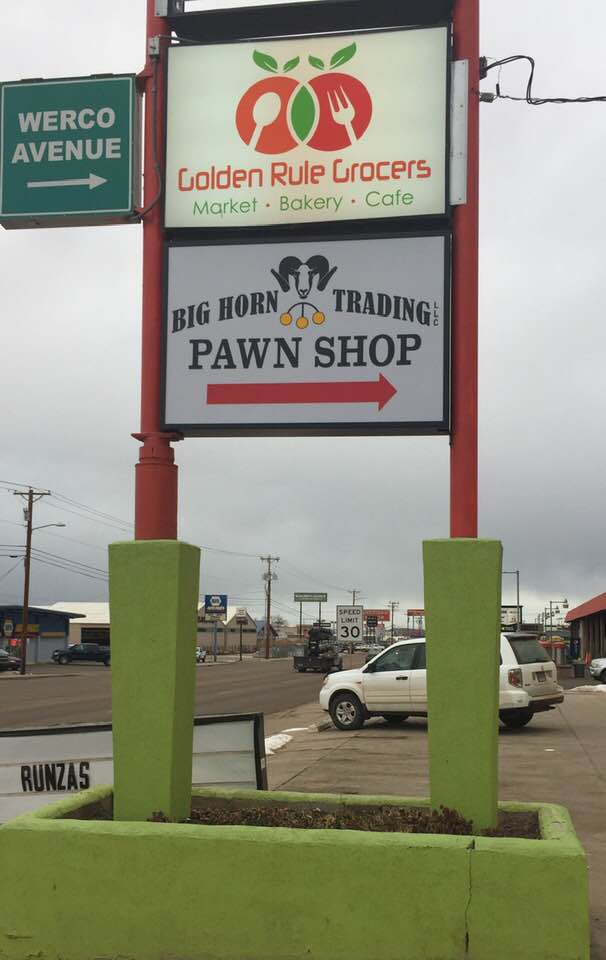 WERCO
AVENUE
Golden Rule Grocers
Market • Bakery • Cafe
BIG HORN TRADING LLC
PAWN SHOP
SPEED
LIMIT
30
RUNZAS